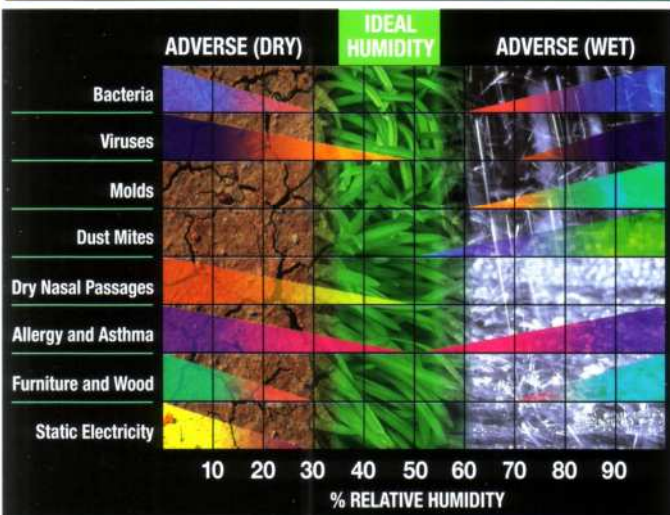 ADVERSE (DRY)
IDEAL
HUMIDITY
ADVERSE (WET)
Bacteria
Viruses
Molds
Dust Mites
Dry Nasal Passages
Allergy and Asthma
Furniture and Wood
Static Electricity
10 20 30 40 50 60 70 80 90
% RELATIVE HUMIDITY